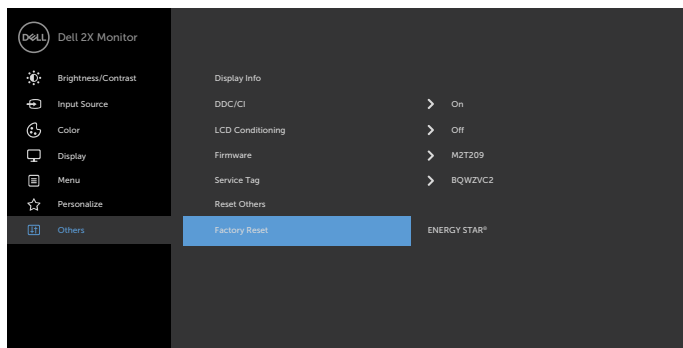 DELL Dell 2X Monitor
Brightness/Contrast Display Info
Input Source DDC/CI On
Color LCD Conditioning Off
Display Firmware M2T209
Menu Service Tag BQWZVC2
Personalize Reset Others
Others Factory Reset ENERGY STAR®